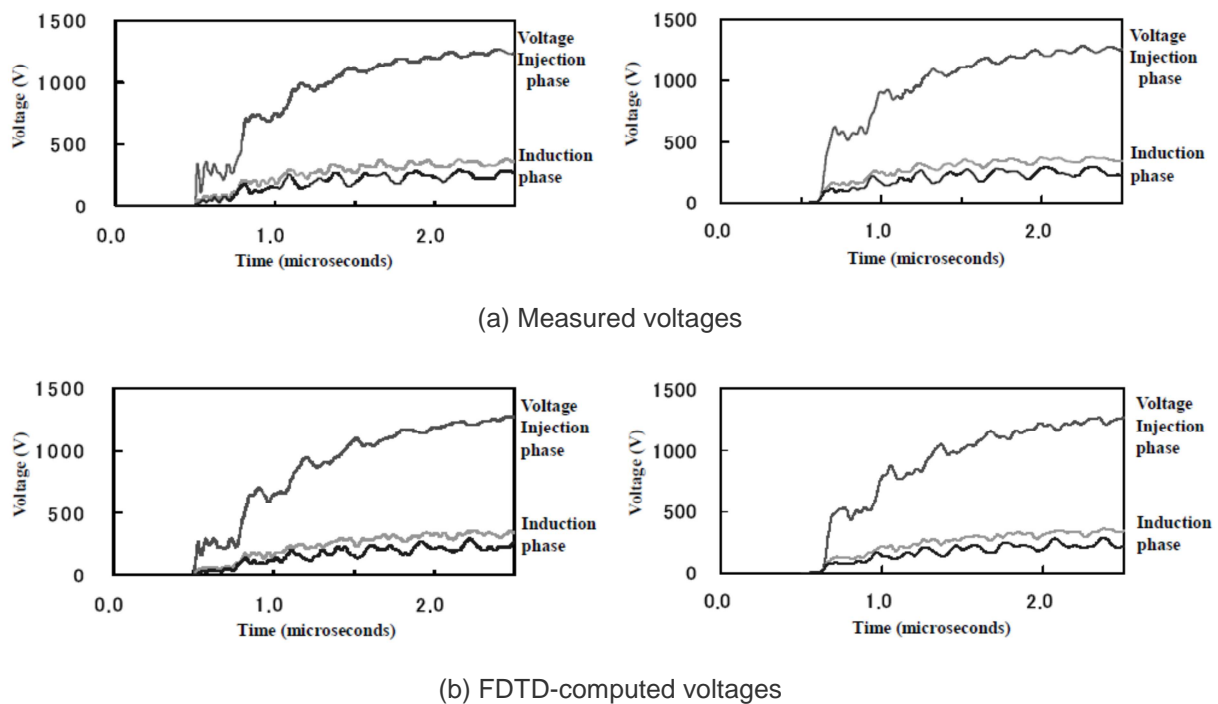 1500
1000
500
0
Voltage (V)
0.0 1.0 2.0
Time (microseconds)
Voltage
Injection
phase
Induction
phase
1500
1000
500
0
Voltage (V)
0.0 1.0 2.0
Time (microseconds)
Voltage
Injection
phase
Induction
phase
(a) Measured voltages
1500
1000
500
0
Voltage (V)
0.0 1.0 2.0
Time (microseconds)
Voltage
Injection
phase
Induction
phase
1500
1000
500
0
Voltage (V)
0.0 1.0 2.0
Time (microseconds)
Voltage
Injection
phase
Induction
phase
(b) FDTD-computed voltages